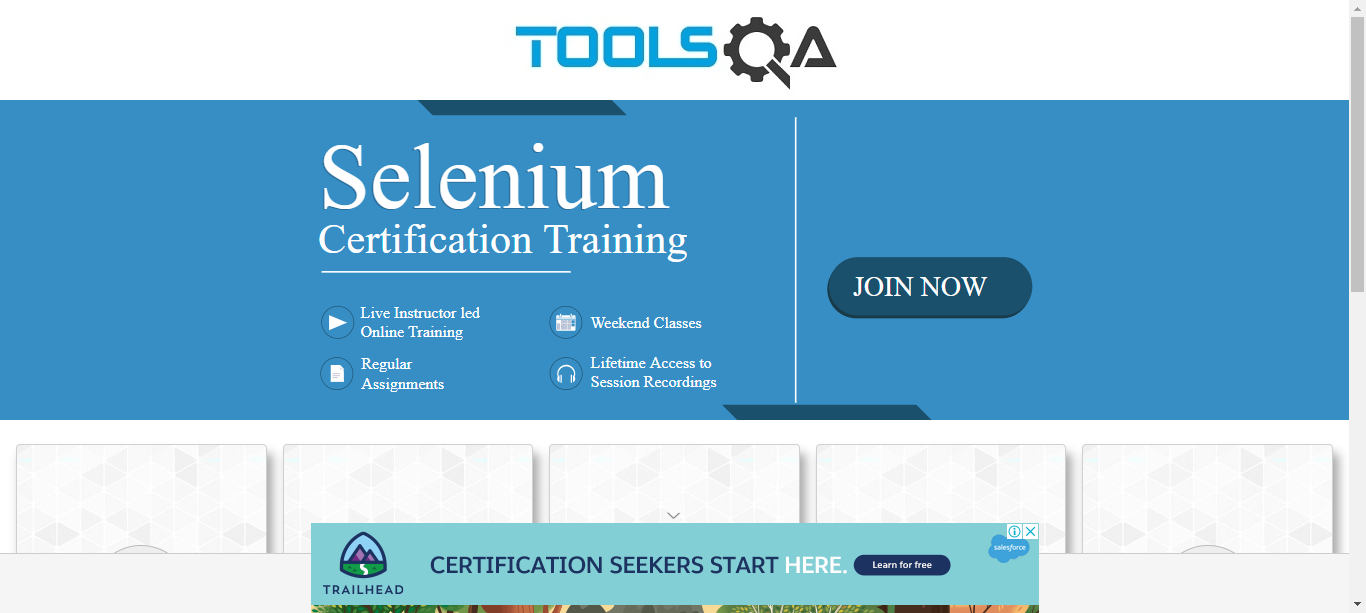 TOOLSQA
Selenium
Certification Training
JOIN NOW
Live Instructor led
Online Training
Weekend Classes
Regular
Assignments
Lifetime Access to
Session Recordings
TRAILHEAD
CERTIFICATION SEEKERS START HERE.
Learn for free
salesforce